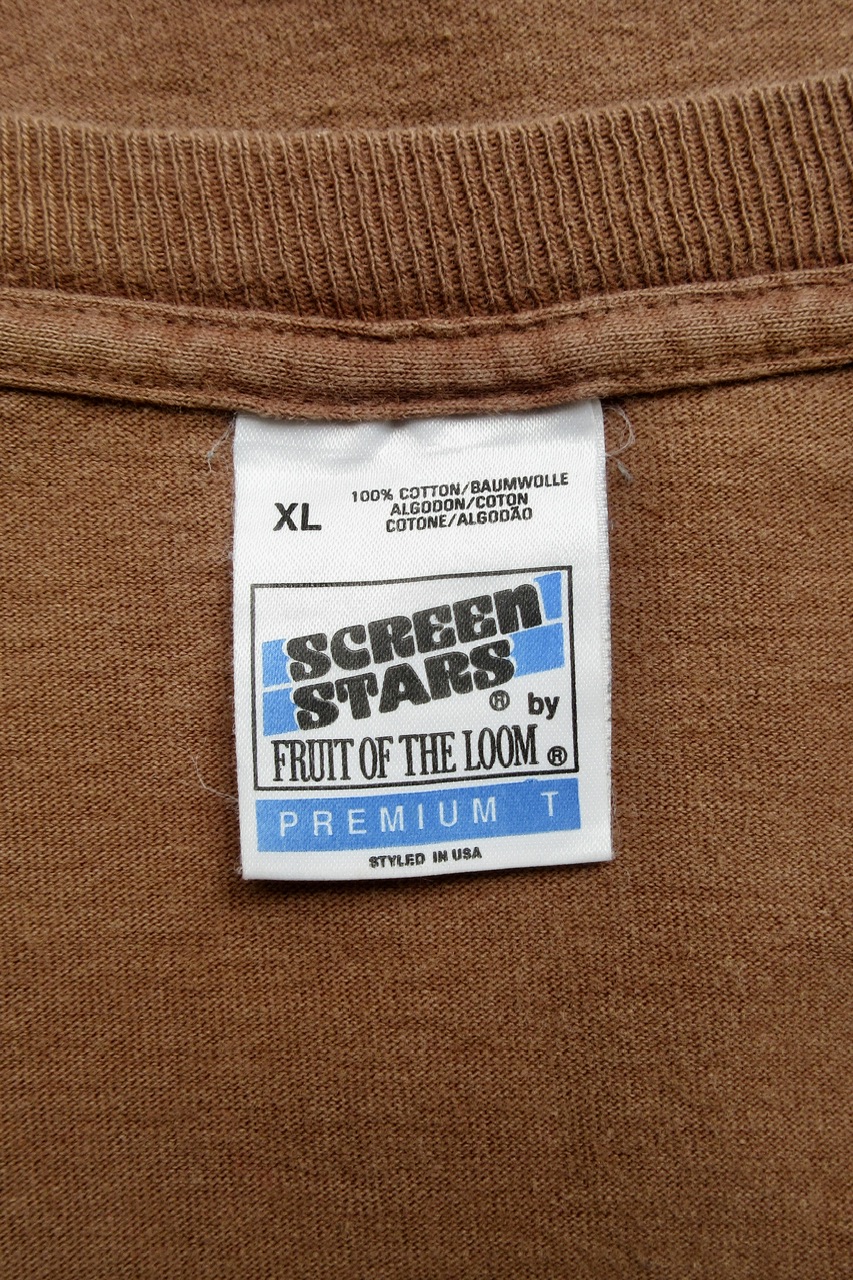 XL
100% COTTON/BAUMWOLLE
ALGODON/COTON
COTONE/ALGODÃO
SCREEN
STARS ® by
FRUIT OF THE LOOM ®
PREMIUM T
STYLED IN USA